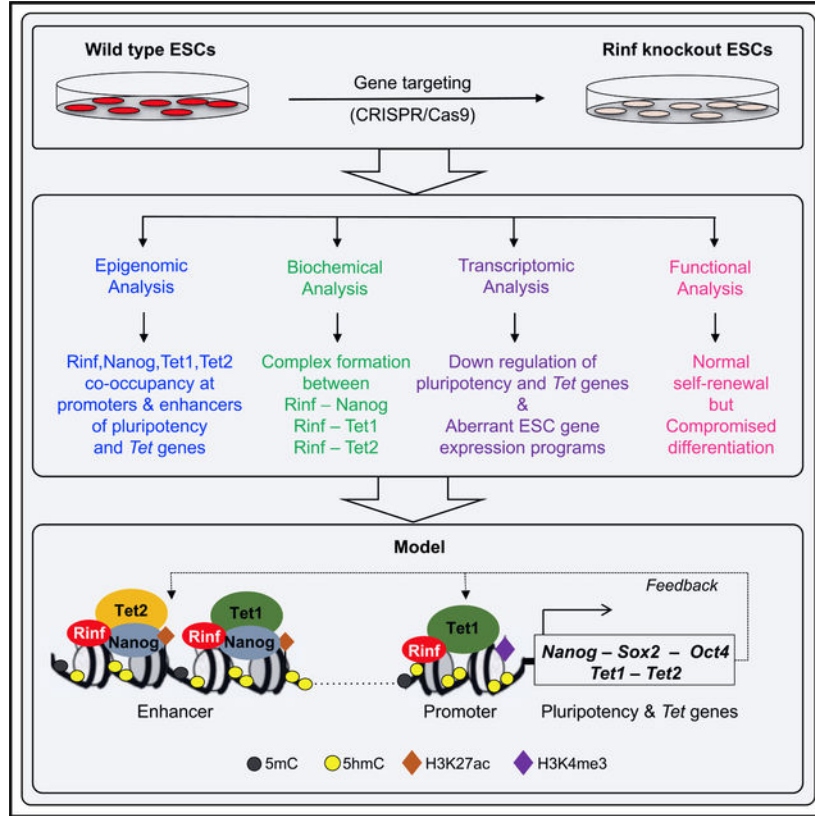 Wild type ESCs
Rinf knockout ESCs
Gene targeting
(CRISPR/Cas9)
Epigenomic
Analysis
Biochemical
Analysis
Transcriptomic
Analysis
Functional
Analysis
Rinf,Nanog,Tet1,Tet2
co-occupancy at
promoters & enhancers
of pluripotency
and Tet genes
Complex formation
between
Rinf – Nanog
Rinf – Tet1
Rinf – Tet2
Down regulation of
pluripotency and Tet genes
&
Aberrant ESC gene
expression programs
Normal
self-renewal
but
Compromised
differentiation
Model
Feedback
Tet2
Rinf
Nanog
Tet1
Rinf
Nanog
Tet1
Rinf
Nanog – Sox2 – Oct4
Tet1 – Tet2
Enhancer
Promoter
Pluripotency & Tet genes
5mC
5hmC
H3K27ac
H3K4me3